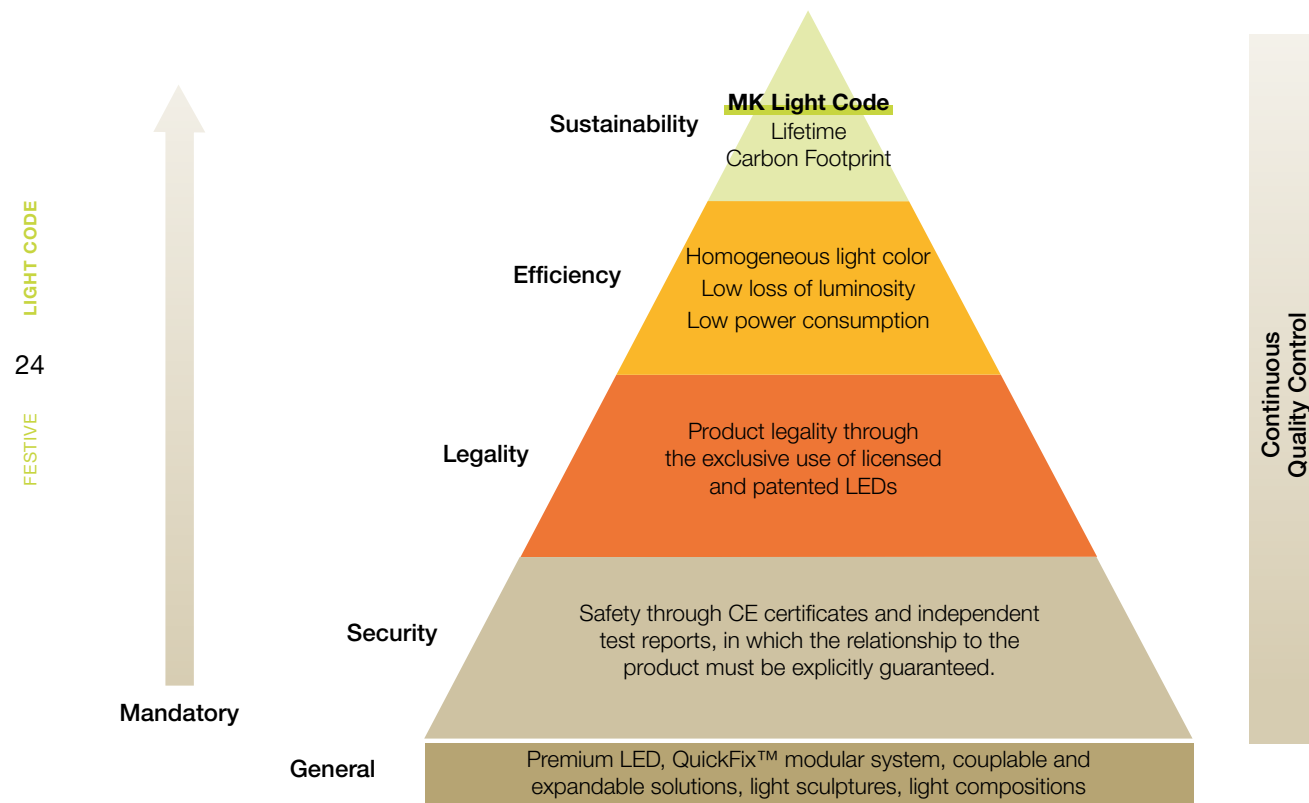 MK Light Code
Sustainability
Lifetime
Carbon Footprint
Efficiency
Homogeneous light color
Low loss of luminosity
Low power consumption
Legality
Product legality through
the exclusive use of licensed
and patented LEDs
Security
Safety through CE certificates and independent
test reports, in which the relationship to the
product must be explicitly guaranteed.
Mandatory
General
Premium LED, QuickFix™ modular system, couplable and
expandable solutions, light sculptures, light compositions
Continuous
Quality Control
LIGHT CODE
24
FESTIVE